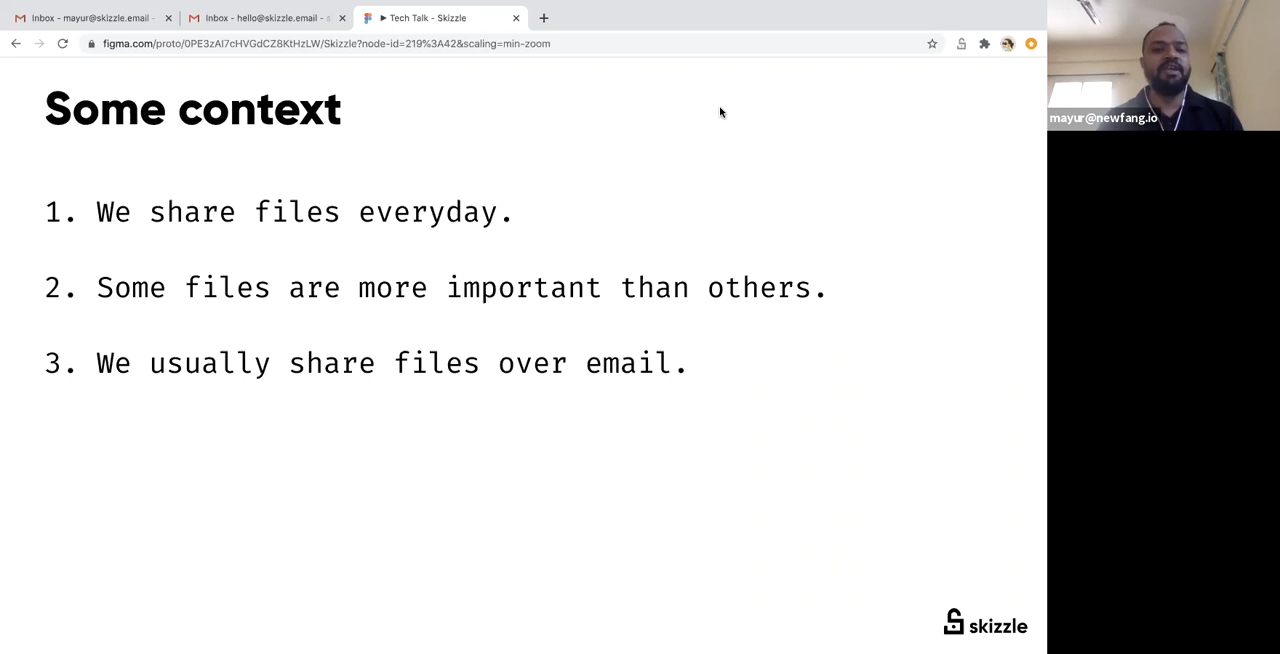 Inbox - mayur@skizzle.email -
Inbox - hello@skizzle.email -
Tech Talk - Skizzle
figma.com/proto/0PE3zAI7cHVGdCZ8KtHzLW/Skizzle?node-id=219%3A42&scaling=min-zoom
mayur@newfang.io
Some context
1. We share files everyday.
2. Some files are more important than others.
3. We usually share files over email.
skizzle